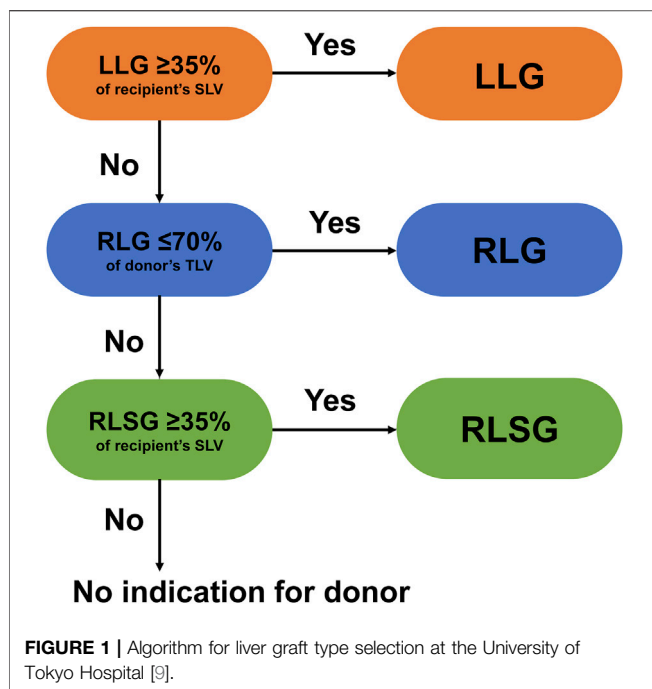 LLG ≥35%
of recipient's SLV
Yes
LLG
No
RLG ≤70%
of donor's TLV
Yes
RLG
No
RLSG ≥35%
of recipient's SLV
Yes
RLSG
No
No indication for donor
FIGURE 1 | Algorithm for liver graft type selection at the University of
Tokyo Hospital [9].